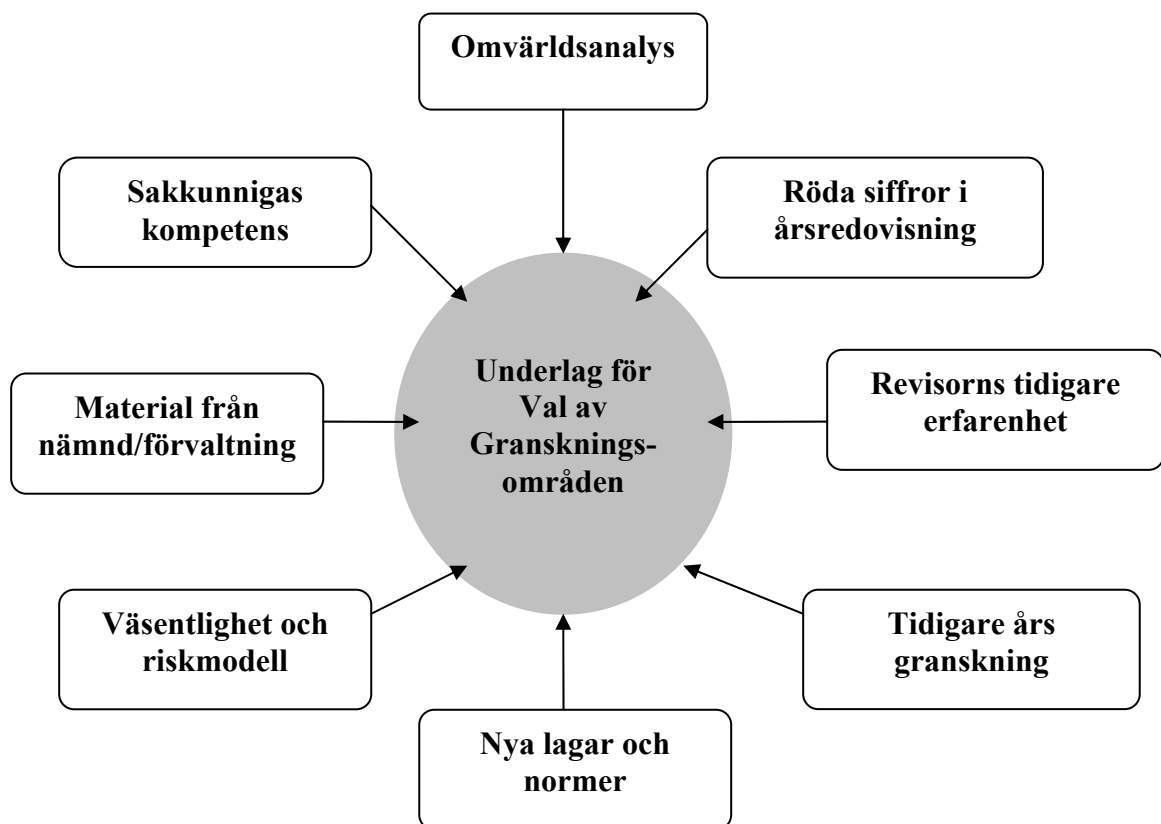 Omvärldsanalys
Sakkunnigas
kompetens
Röda siffror i
årsredovisning
Underlag för
Val av
Gransknings-
områden
Material från
nämnd/förvaltning
Revisorns tidigare
erfarenhet
Väsentlighet och
riskmodell
Tidigare års
granskning
Nya lagar och
normer